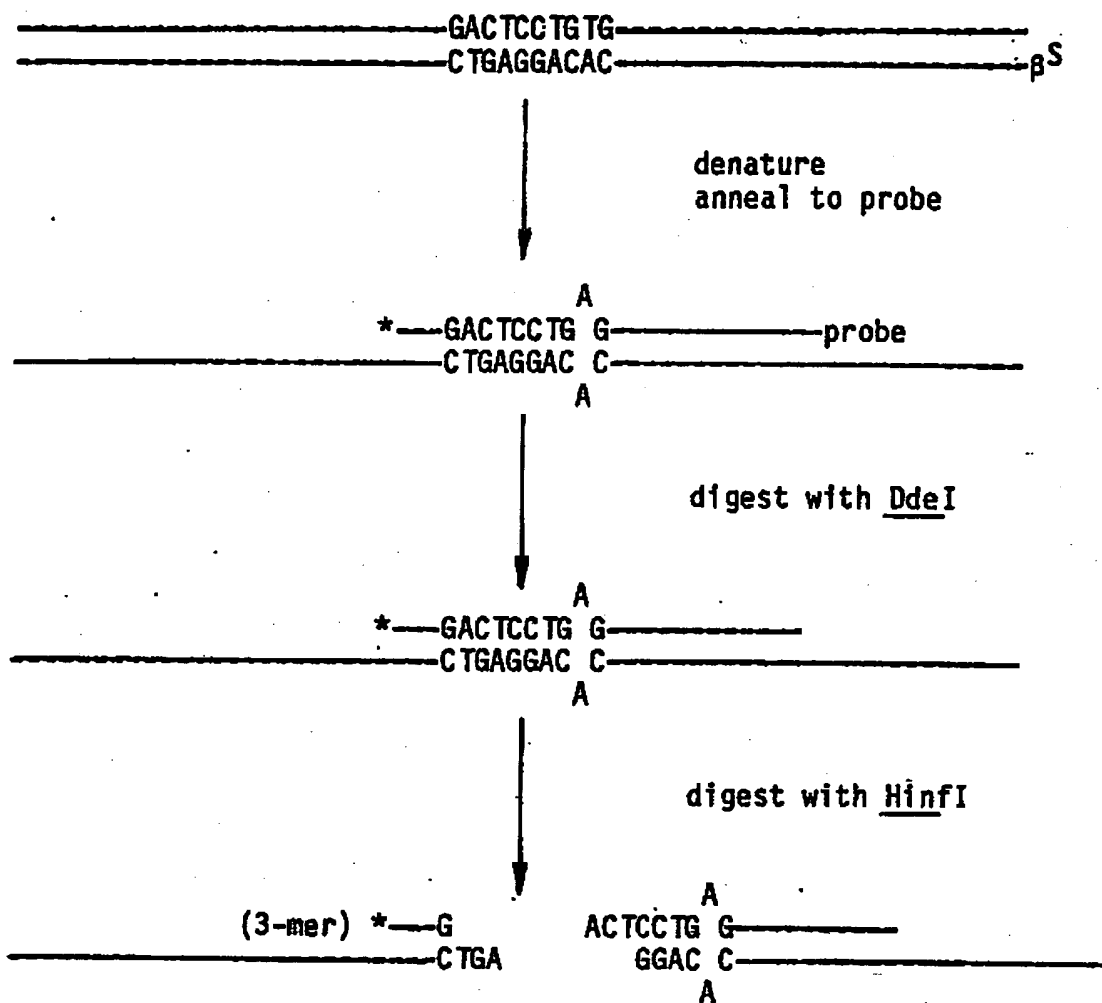 GACTCCTGTG
CTGAGGACAC βS
denature
anneal to probe
A
* GACTCCTG G probe
CTGAGGAC C
A
digest with DdeI
A
* GACTCCTG G
CTGAGGAC C
A
digest with HinfI
A
(3-mer) * G ACTCCTG G
CTGA GGAC C
A